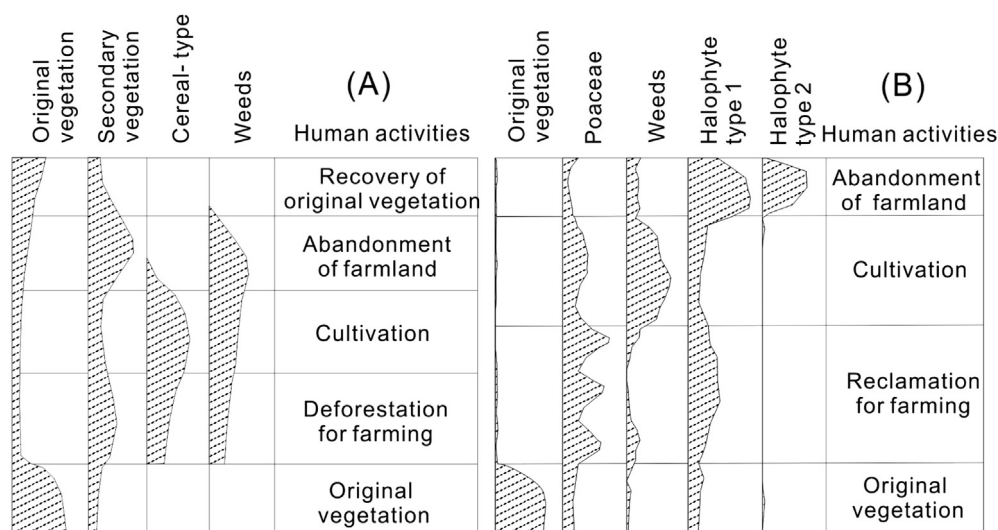 Original
vegetation
Secondary
vegetation
Cereal- type
Weeds
(A)
Human activities
Recovery of
original vegetation
Abandonment
of farmland
Cultivation
Deforestation
for farming
Original
vegetation
Original
vegetation
Poaceae
Weeds
Halophyte
type 1
Halophyte
type 2
(B)
Human activities
Abandonment
of farmland
Cultivation
Reclamation
for farming
Original
vegetation